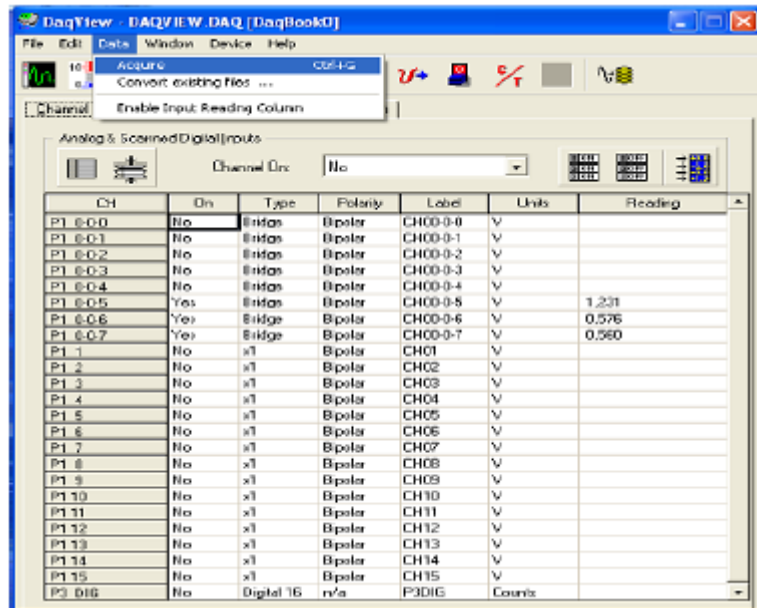 DaqView - DAQVIEW.DAQ [DaqBook0]
File Edit Data Window Device Help
Acquire Ctrl+G
Convert existing files ...
Enable Input Reading Column
Channel
Analog & Scanned Digital Inputs
Channel On: No
CH On Type Polarity Label Units Reading
P1 0-0-0 No Bridge Bipolar CH00-0-0 V
P1 0-0-1 No Bridge Bipolar CH00-0-1 V
P1 0-0-2 No Bridge Bipolar CH00-0-2 V
P1 0-0-3 No Bridge Bipolar CH00-0-3 V
P1 0-0-4 No Bridge Bipolar CH00-0-4 V
P1 0-0-5 Yes Bridge Bipolar CH00-0-5 V 1,231
P1 0-0-6 Yes Bridge Bipolar CH00-0-6 V 0,576
P1 0-0-7 Yes Bridge Bipolar CH00-0-7 V 0,560
P1 1 No x1 Bipolar CH01 V
P1 2 No x1 Bipolar CH02 V
P1 3 No x1 Bipolar CH03 V
P1 4 No x1 Bipolar CH04 V
P1 5 No x1 Bipolar CH05 V
P1 6 No x1 Bipolar CH06 V
P1 7 No x1 Bipolar CH07 V
P1 8 No x1 Bipolar CH08 V
P1 9 No x1 Bipolar CH09 V
P1 10 No x1 Bipolar CH10 V
P1 11 No x1 Bipolar CH11 V
P1 12 No x1 Bipolar CH12 V
P1 13 No x1 Bipolar CH13 V
P1 14 No x1 Bipolar CH14 V
P1 15 No x1 Bipolar CH15 V
P3 DIG No Digital 16 n/a P3DIG Counts